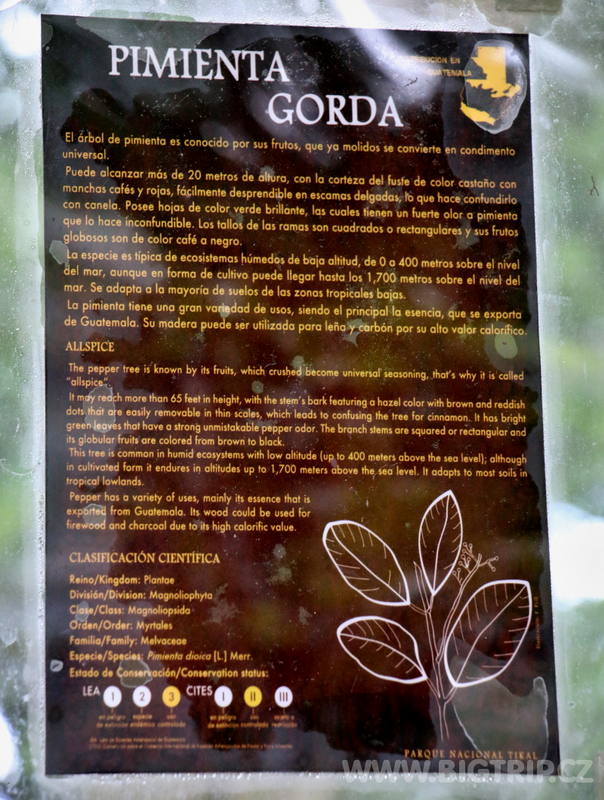 PIMIENTA
GORDA
EN
GUATEMALA
El árbol de pimienta es conocido por sus frutos, que ya molidos se convierte en condimento
universal.
Puede alcanzar más de 20 metros de altura, con la corteza del fuste de color castaño con
manchas cafés y rojas, fácilmente desprendible en escamas delgadas, lo que hace confundirlo
con canela. Posee hojas de color verde brillante, las cuales tienen un fuerte olor a pimienta
que lo hace inconfundible. Los tallos de las ramas son cuadrados o rectangulares y sus frutos
globosos son de color café a negro.
La especie es típica de ecosistemas húmedos de baja altitud, de 0 a 400 metros sobre el nivel
del mar, aunque en forma de cultivo puede llegar hasta los 1,700 metros sobre el nivel del
mar. Se adapta a la mayoría de suelos de las zonas tropicales bajas.
La pimienta tiene una gran variedad de usos, siendo el principal la esencia, que se exporta
de Guatemala. Su madera puede ser utilizada para leña y carbón por su alto valor calorífico.
ALLSPICE
The pepper tree is known by its fruits, which crushed become universal seasoning, that's why it is called
"allspice".
It may reach more than 65 feet in height, with the stem's bark featuring a hazel color with brown and reddish
dots that are easily removable in thin scales, which leads to confusing the tree for cinnamon. It has bright
green leaves that have a strong unmistakable pepper odor. The branch stems are squared or rectangular and
its globular fruits are colored from brown to black.
This tree is common in humid ecosystems with low altitude (up to 400 meters above the sea level); although
in cultivated form it endures in altitudes up to 1,700 meters above the sea level. It adapts to most soils in
tropical lowlands.
Pepper has a variety of uses, mainly its essence that is
exported from Guatemala. Its wood could be used for
firewood and charcoal due to its high calorific value.
CLASIFICACIÓN CIENTÍFICA
Reino/Kingdom: Plantae
División/Division: Magnoliophyta
Clase/Class: Magnoliopsida
Orden/Order: Myrtales
Familia/Family: Melvaceae
Especie/Species: Pimienta dioica [L.] Merr.
Estado de Conservación/Conservation status:
LEA 1 2 3 CITES I II III
PARQUE NACIONAL TIKAL
WWW.BIGTRIP.CZ